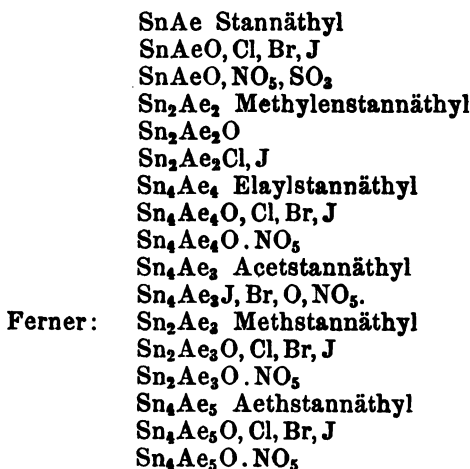 SnAe Stannäthyl
SnAeO, Cl, Br, J
SnAeO, NO₅, SO₃
Sn₂Ae₂ Methylenstannäthyl
Sn₂Ae₂O
Sn₂Ae₂Cl, J
Sn₄Ae₄ Elaylstannäthyl
Sn₄Ae₄O, Cl, Br, J
Sn₄Ae₄O . NO₅
Sn₄Ae₃ Acetstannäthyl
Sn₄Ae₃J, Br, O, NO₅.
Ferner: Sn₂Ae₃ Methstannäthyl
Sn₂Ae₃O, Cl, Br, J
Sn₂Ae₃O . NO₅
Sn₄Ae₅ Aethstannäthyl
Sn₄Ae₅O, Cl, Br, J
Sn₄Ae₅O . NO₅